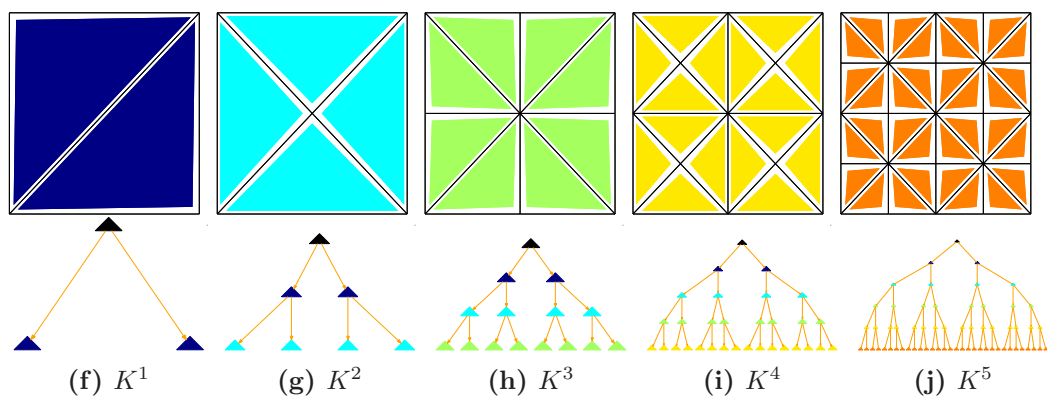 (f) K¹ (g) K² (h) K³ (i) K⁴ (j) K⁵